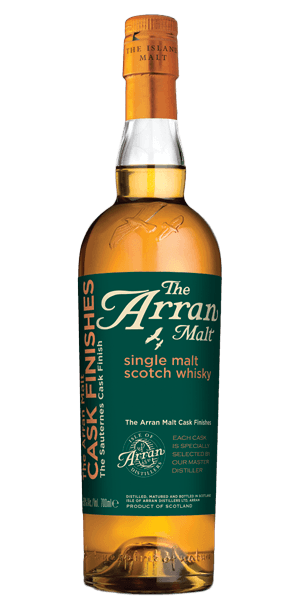 THE ISLAND
MALT
The
Arran
Malt
single malt
scotch whisky
The Arran Malt Cask Finishes
ISLE OF
Arran
DISTILLERS
EACH CASK
IS SPECIALLY
SELECTED BY
OUR MASTER
DISTILLER
DISTILLED, MATURED AND BOTTLED IN SCOTLAND
ISLE OF ARRAN DISTILLERS LTD, ARRAN
PRODUCT OF SCOTLAND
The Arran Malt
CASK FINISHES
The Sauternes Cask Finish
700ml e